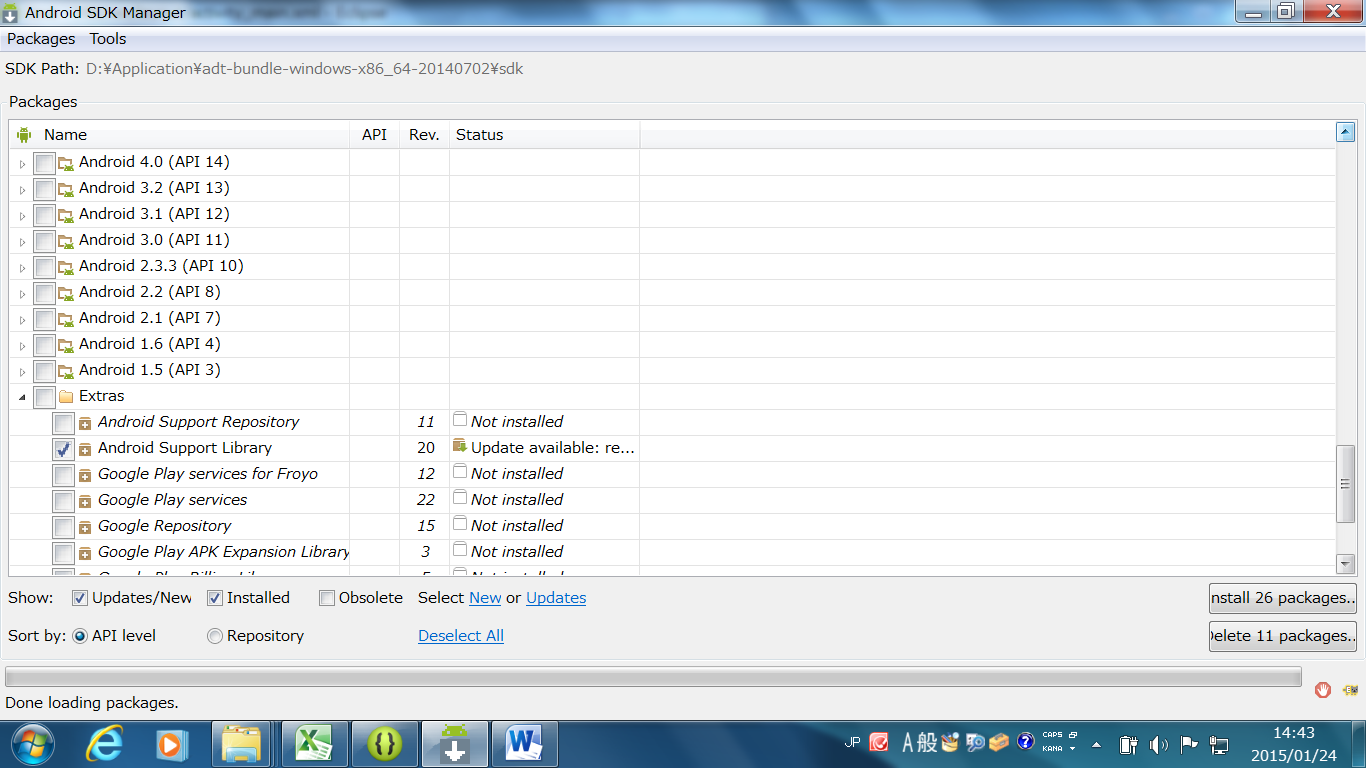 Android SDK Manager
Packages Tools
SDK Path: D:¥Application¥adt-bundle-windows-x86_64-20140702¥sdk
Packages
Name API Rev. Status
Android 4.0 (API 14)
Android 3.2 (API 13)
Android 3.1 (API 12)
Android 3.0 (API 11)
Android 2.3.3 (API 10)
Android 2.2 (API 8)
Android 2.1 (API 7)
Android 1.6 (API 4)
Android 1.5 (API 3)
Extras
Android Support Repository 11 Not installed
Android Support Library 20 Update available: re...
Google Play services for Froyo 12 Not installed
Google Play services 22 Not installed
Google Repository 15 Not installed
Google Play APK Expansion Library 3 Not installed
Show: Updates/New Installed Obsolete Select New or Updates
nstall 26 packages..
Sort by: API level Repository Deselect All
elete 11 packages..
Done loading packages.
JP A 般 CAPS KANA 14:43
2015/01/24